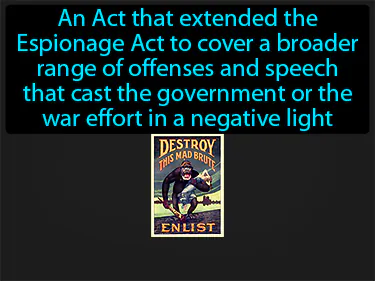 An Act that extended the
Espionage Act to cover a broader
range of offenses and speech
that cast the government or the
war effort in a negative light
DESTROY
THIS MAD BRUTE
ENLIST